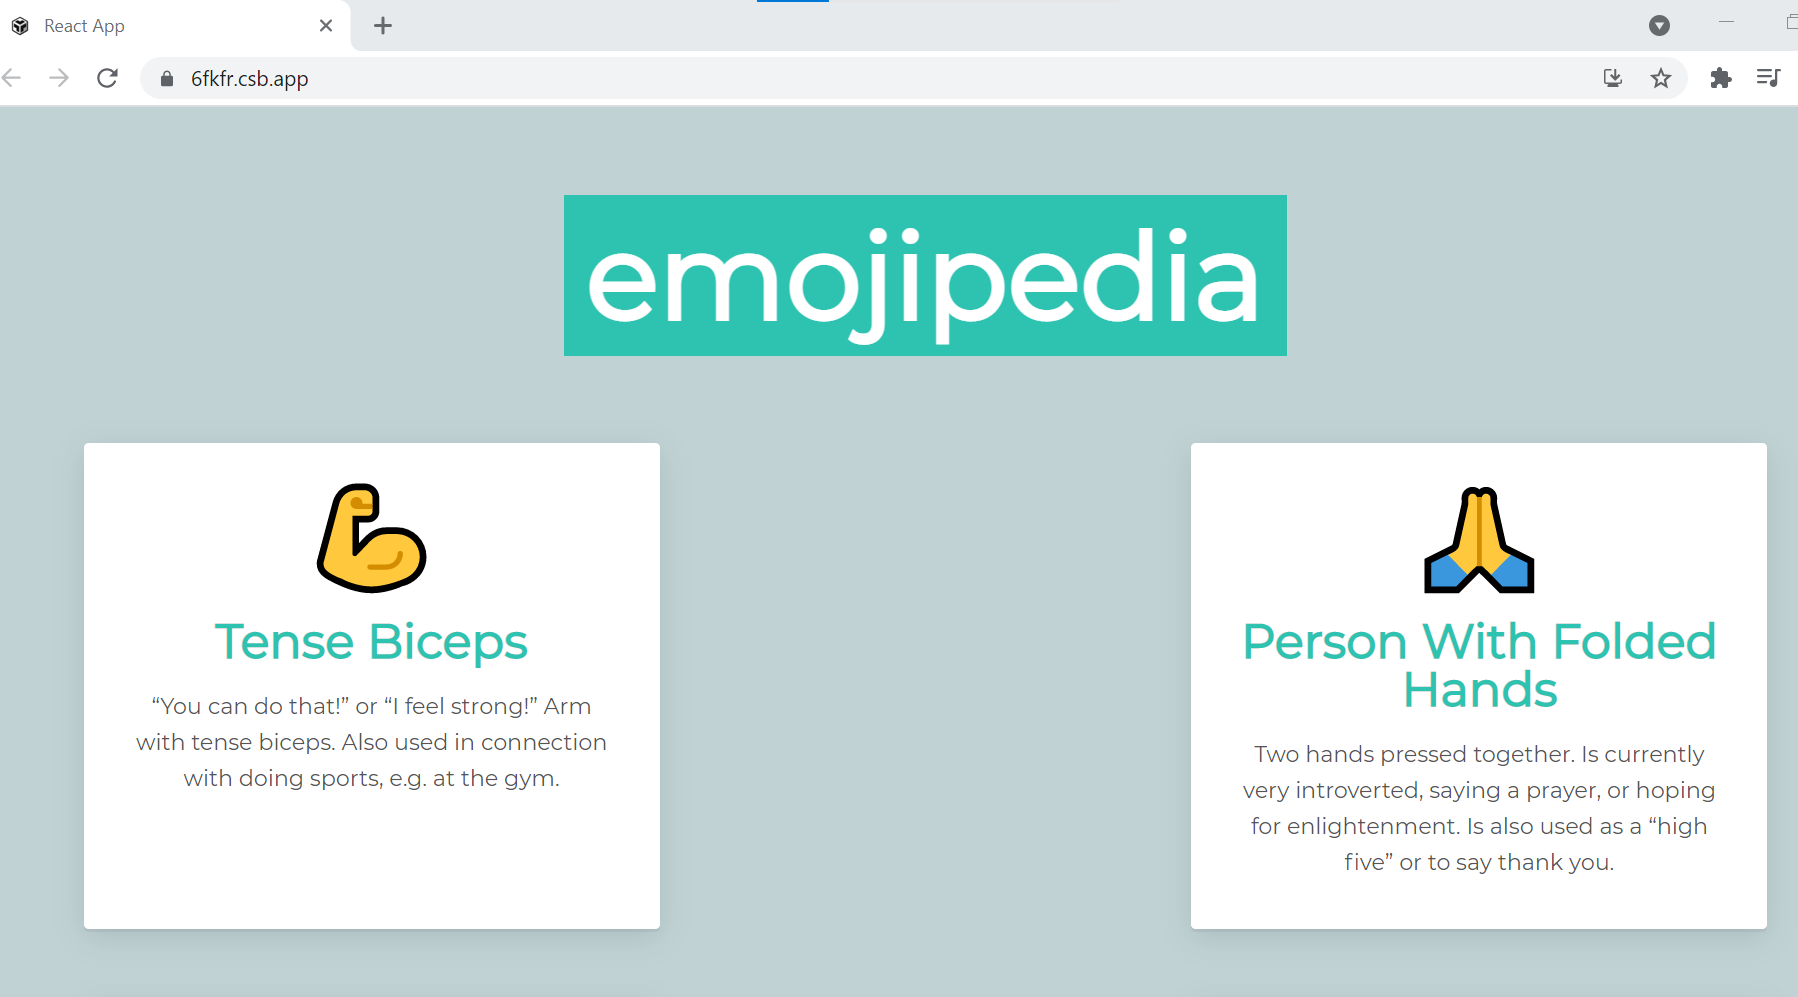 React App
6fkfr.csb.app
emojipedia
Tense Biceps
“You can do that!” or “I feel strong!” Arm
with tense biceps. Also used in connection
with doing sports, e.g. at the gym.
Person With Folded
Hands
Two hands pressed together. Is currently
very introverted, saying a prayer, or hoping
for enlightenment. Is also used as a “high
five” or to say thank you.